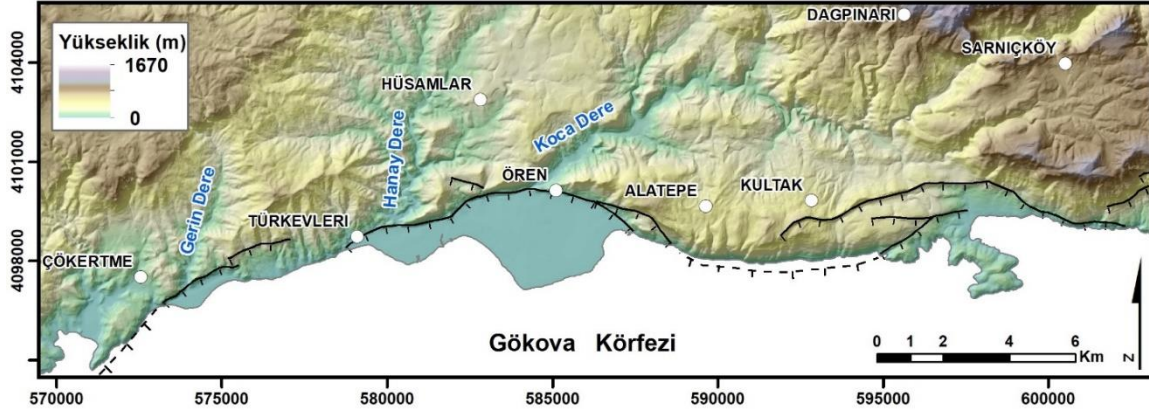 Yükseklik (m)
1670
0
DAGPINARI
SARNIÇKÖY
HÜSAMLAR
Koca Dere
Hanay Dere
Gerin Dere
ÖREN
ALATEPE
KULTAK
TÜRKEVLERI
ÇÖKERTME
Gökova Körfezi
0 1 2 4 6
Km
N
4104000
4101000
4098000
570000 575000 580000 585000 590000 595000 600000